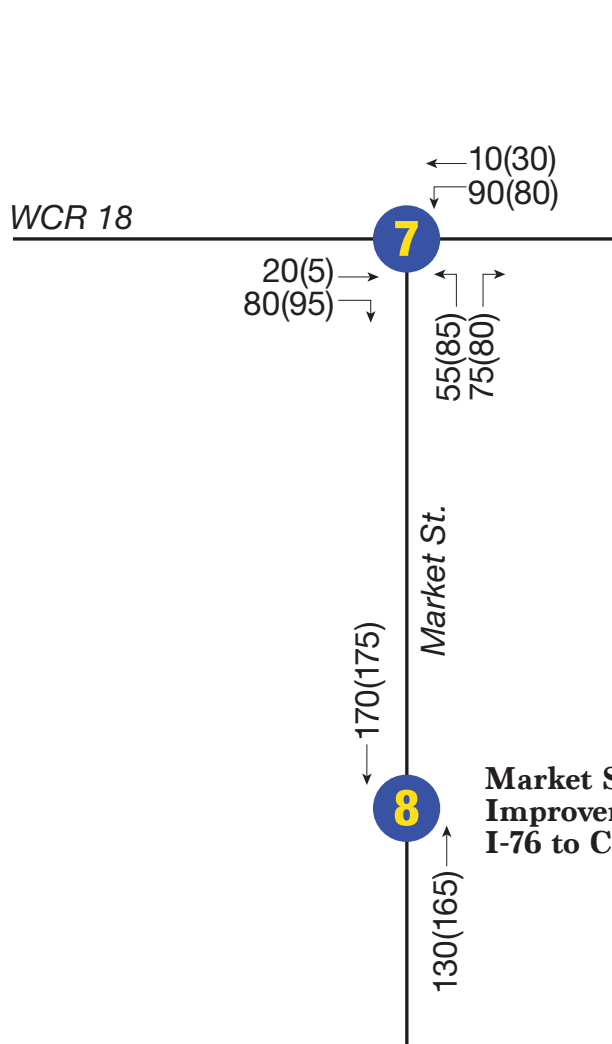 10(30)
90(80)
WCR 18
7
20(5)
80(95)
55(85)
75(80)
Market St.
170(175)
8
Market
I-76 to
130(165)